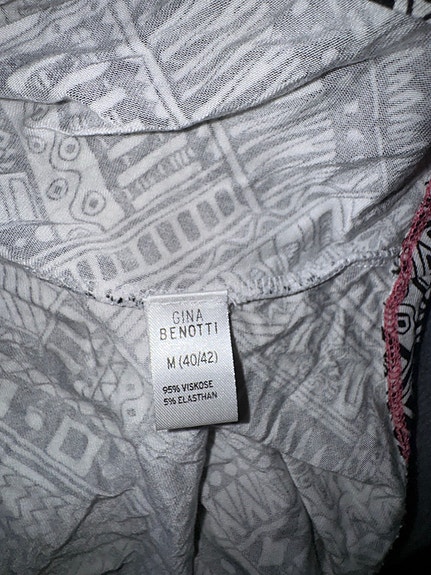 GINA
BENOTTI
M (40/42)
95% VISKOSE
5% ELASTHAN